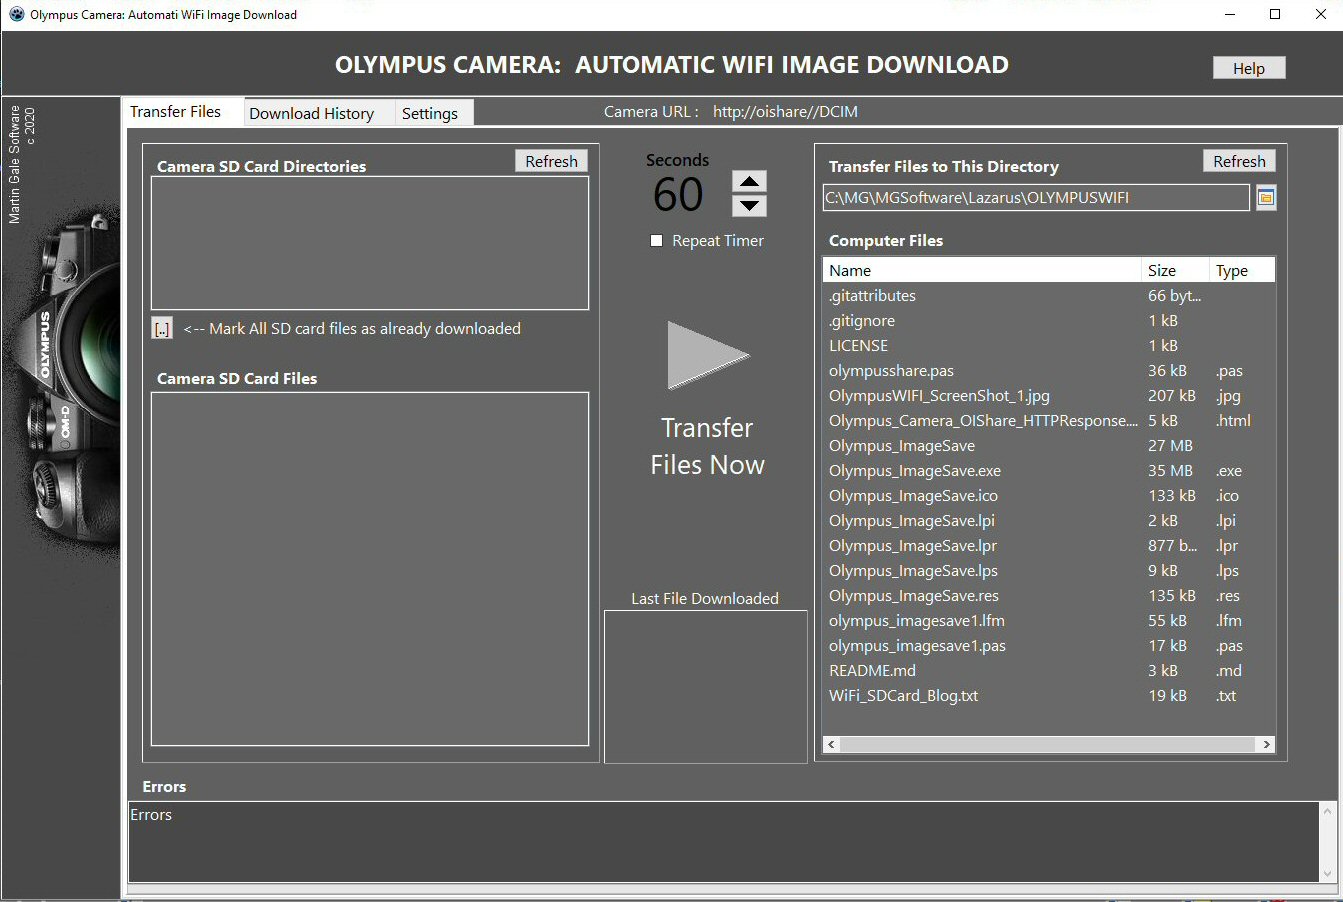 Olympus Camera: Automati WiFi Image Download
OLYMPUS CAMERA: AUTOMATIC WIFI IMAGE DOWNLOAD
Help
Martin Gale Software
c 2020
Transfer Files
Download History
Settings
Camera URL : http://oishare//DCIM
Camera SD Card Directories
Refresh
[..]
<-- Mark All SD card files as already downloaded
Camera SD Card Files
OLYMPUS
OM-D
Seconds
60
Repeat Timer
Transfer
Files Now
Last File Downloaded
Transfer Files to This Directory
Refresh
C:\MG\MGSoftware\Lazarus\OLYMPUSWIFI
Computer Files
Name Size Type
.gitattributes 66 byt...
.gitignore 1 kB
LICENSE 1 kB
olympusshare.pas 36 kB .pas
OlympusWIFI_ScreenShot_1.jpg 207 kB .jpg
Olympus_Camera_OIShare_HTTPResponse.... 5 kB .html
Olympus_ImageSave 27 MB
Olympus_ImageSave.exe 35 MB .exe
Olympus_ImageSave.ico 133 kB .ico
Olympus_ImageSave.lpi 2 kB .lpi
Olympus_ImageSave.lpr 877 b... .lpr
Olympus_ImageSave.lps 9 kB .lps
Olympus_ImageSave.res 135 kB .res
olympus_imagesave1.lfm 55 kB .lfm
olympus_imagesave1.pas 17 kB .pas
README.md 3 kB .md
WiFi_SDCard_Blog.txt 19 kB .txt
Errors
Errors